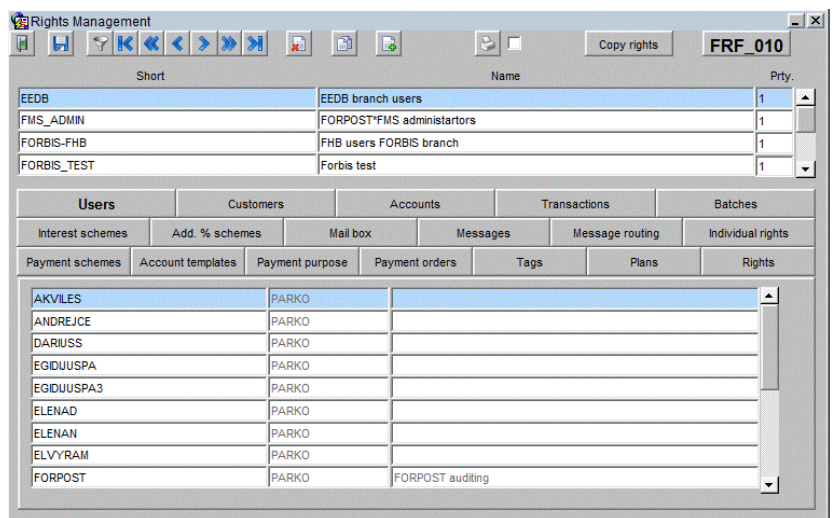 Rights Management
Copy rights FRF_010
Short Name Prty.
EEDB EEDB branch users 1
FMS_ADMIN FORPOST*FMS administartors 1
FORBIS-FHB FHB users FORBIS branch 1
FORBIS_TEST Forbis test 1
Users Customers Accounts Transactions Batches
Interest schemes Add. % schemes Mail box Messages Message routing Individual rights
Payment schemes Account templates Payment purpose Payment orders Tags Plans Rights
AKVILES PARKO
ANDREJCE PARKO
DARIUSS PARKO
EGIDIJUSPA PARKO
EGIDIJUSPA3 PARKO
ELENAD PARKO
ELENAN PARKO
ELVYRAM PARKO
FORPOST PARKO FORPOST auditing